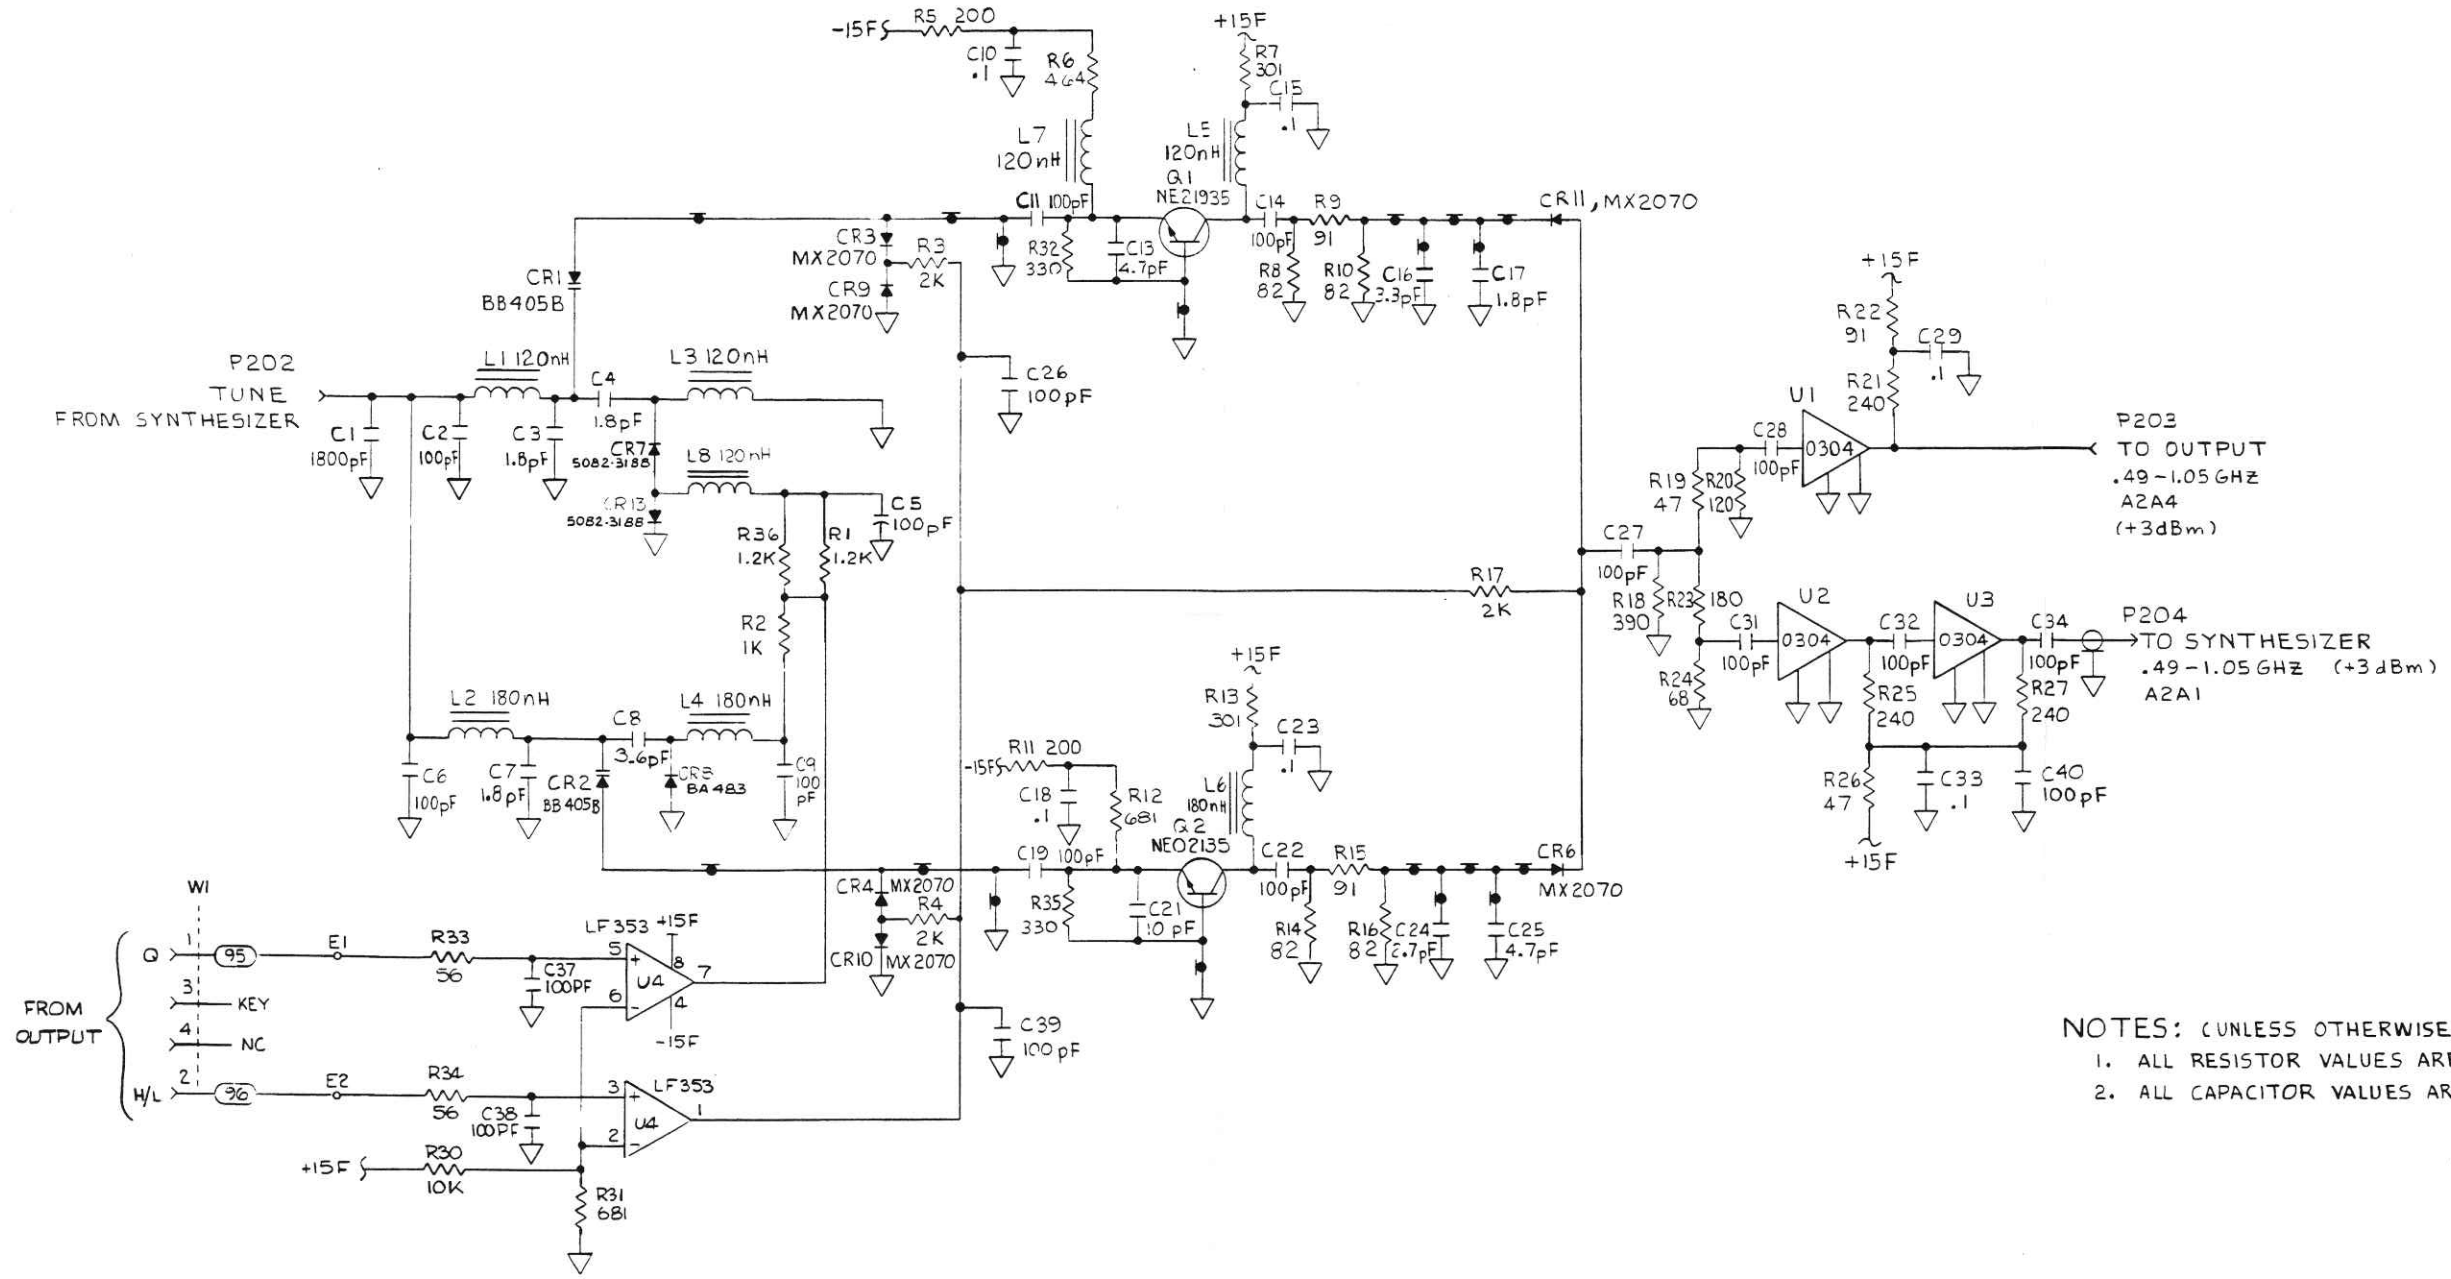 -15F
R5 200
C10
.1
R6
464
L7
120nH
+15F
R7
301
C15
.1
L5
120nH
Q1
NE21935
C11 100pF
R32
330
C13
4.7pF
C14
100pF
R9
91
R8
82
R10
82
C16
3.3pF
C17
1.8pF
CR11, MX2070
CR3
MX2070
R3
2K
CR9
MX2070
CR1
BB405B
P202
TUNE
FROM SYNTHESIZER
L1 120nH
C4
1.8pF
L3 120nH
C1
1800pF
C2
100pF
C3
1.8pF
CR7
5082-3188
L8 120nH
CR13
5082-3188
C5
100pF
R36
1.2K
R1
1.2K
R2
1K
C26
100pF
+15F
R22
91
C29
.1
R21
240
U1
0304
C28
100pF
R19
47
R20
120
P203
TO OUTPUT
.49-1.05GHZ
A2A4
(+3dBm)
C27
100pF
R17
2K
R18
390
R23
180
R24
68
C31
100pF
U2
0304
C32
100pF
U3
0304
C34
100pF
P204
TO SYNTHESIZER
.49-1.05GHZ (+3dBm)
A2A1
R25
240
R27
240
R26
47
C33
.1
C40
100pF
+15F
L2 180nH
C8
3.6pF
L4 180nH
C6
100pF
C7
1.8pF
CR2
BB405B
BA483
C9
100
pF
+15F
R13
301
C23
.1
L6
180nH
-15F
R11 200
C18
.1
R12
681
Q2
NE02135
C19 100pF
R35
330
C21
10pF
C22
100pF
R15
91
R14
82
R16
82
C24
2.7pF
C25
4.7pF
CR6
MX2070
CR4
MX2070
R4
2K
CR10
MX2070
C39
100pF
W1
FROM
OUTPUT
Q
1
95
E1
R33
56
C37
100PF
LF353
+15F
5
+
8
U4
7
6
-
4
-15F
3
KEY
4
NC
H/L
2
96
E2
R34
56
C38
100PF
LF353
3
+
U4
1
2
-
+15F
R30
10K
R31
681
NOTES: (UNLESS OTHERWISE
1. ALL RESISTOR VALUES ARE
2. ALL CAPACITOR VALUES AR